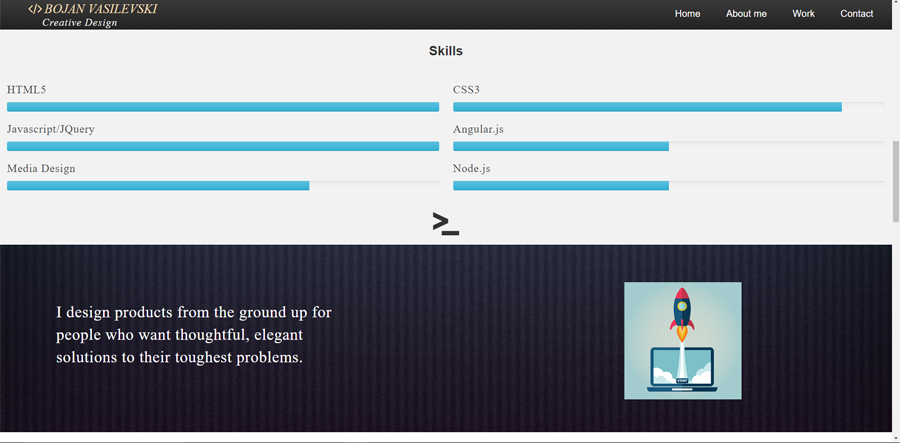 </> BOJAN VASILEVSKI
Creative Design
Home About me Work Contact
Skills
HTML5
CSS3
Javascript/JQuery
Angular.js
Media Design
Node.js
>_
I design products from the ground up for
people who want thoughtful, elegant
solutions to their toughest problems.
START